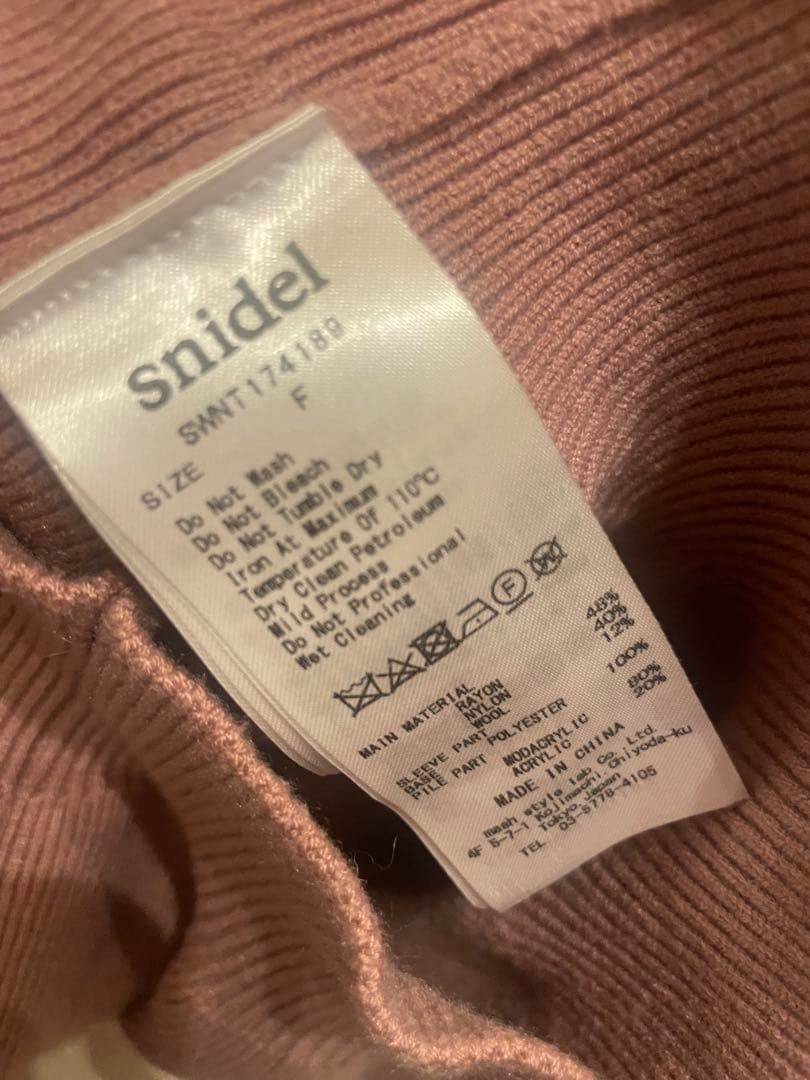 snidel
SWNT174189
SIZE F
Do Not Wash
Do Not Bleach
Do Not Tumble Dry
Iron At Maximum
Temperature Of 110℃
Dry Clean Petroleum
Mild Process
Do Not Professional
Wet Cleaning
F
W
MAIN MATERIAL
RAYON 48%
NYLON 40%
WOOL 12%
SLEEVE PART
BASE POLYESTER 100%
PILE PART MODACRYLIC 80%
ACRYLIC 20%
MADE IN CHINA
mash style Lab Co. Ltd.
4F 5-7-1 Kojimachi, Chiyoda-ku
Tokyo Japan
TEL 03-5778-4105